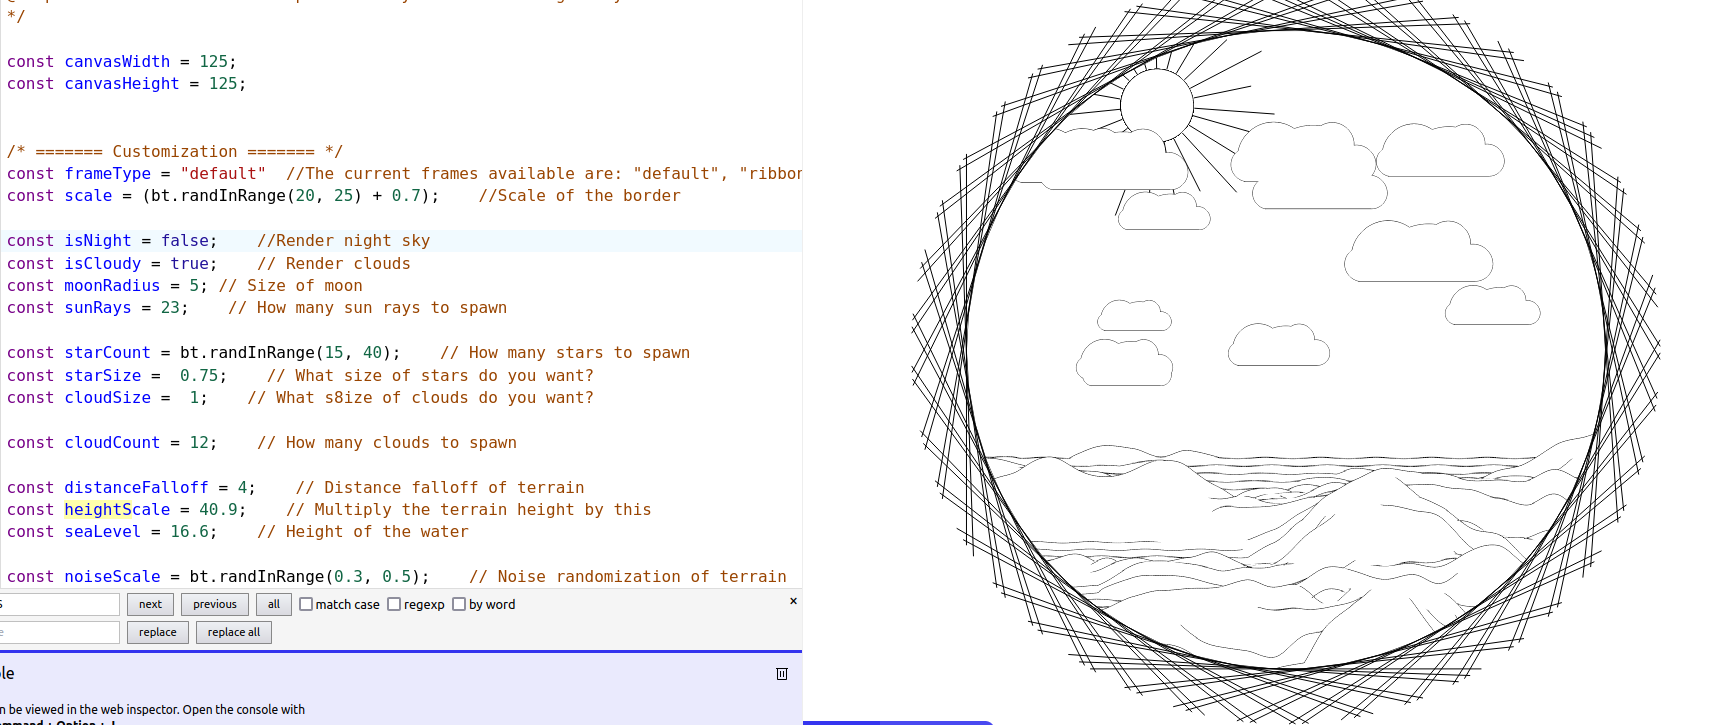 */
const canvasWidth = 125;
const canvasHeight = 125;
/* ======= Customization ======= */
const frameType = "default"  //The current frames available are: "default", "ribbor
const scale = (bt.randInRange(20, 25) + 0.7);    //Scale of the border
const isNight = false;    //Render night sky
const isCloudy = true;    // Render clouds
const moonRadius = 5; // Size of moon
const sunRays = 23;    // How many sun rays to spawn
const starCount = bt.randInRange(15, 40);    // How many stars to spawn
const starSize =  0.75;    // What size of stars do you want?
const cloudSize =  1;    // What s8ize of clouds do you want?
const cloudCount = 12;    // How many clouds to spawn
const distanceFalloff = 4;    // Distance falloff of terrain
const heightScale = 40.9;    // Multiply the terrain height by this
const seaLevel = 16.6;    // Height of the water
const noiseScale = bt.randInRange(0.3, 0.5);    // Noise randomization of terrain
s next previous all match case regexp by word ×
e replace replace all
le
n be viewed in the web inspector. Open the console with